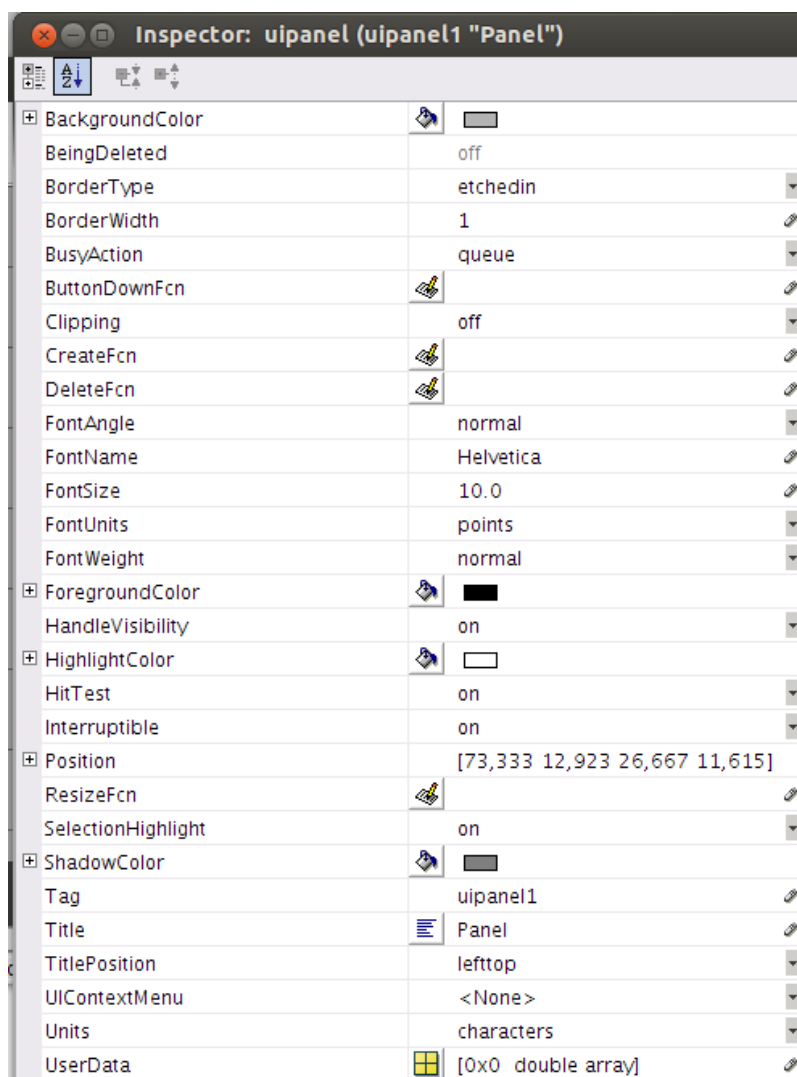 Inspector: uipanel (uipanel1 "Panel")
A Z
BackgroundColor
BeingDeleted off
BorderType etchedin
BorderWidth 1
BusyAction queue
ButtonDownFcn
Clipping off
CreateFcn
DeleteFcn
FontAngle normal
FontName Helvetica
FontSize 10.0
FontUnits points
FontWeight normal
ForegroundColor
HandleVisibility on
HighlightColor
HitTest on
Interruptible on
Position [73,333 12,923 26,667 11,615]
ResizeFcn
SelectionHighlight on
ShadowColor
Tag uipanel1
Title Panel
TitlePosition lefttop
UIContextMenu <None>
Units characters
UserData [0x0 double array]